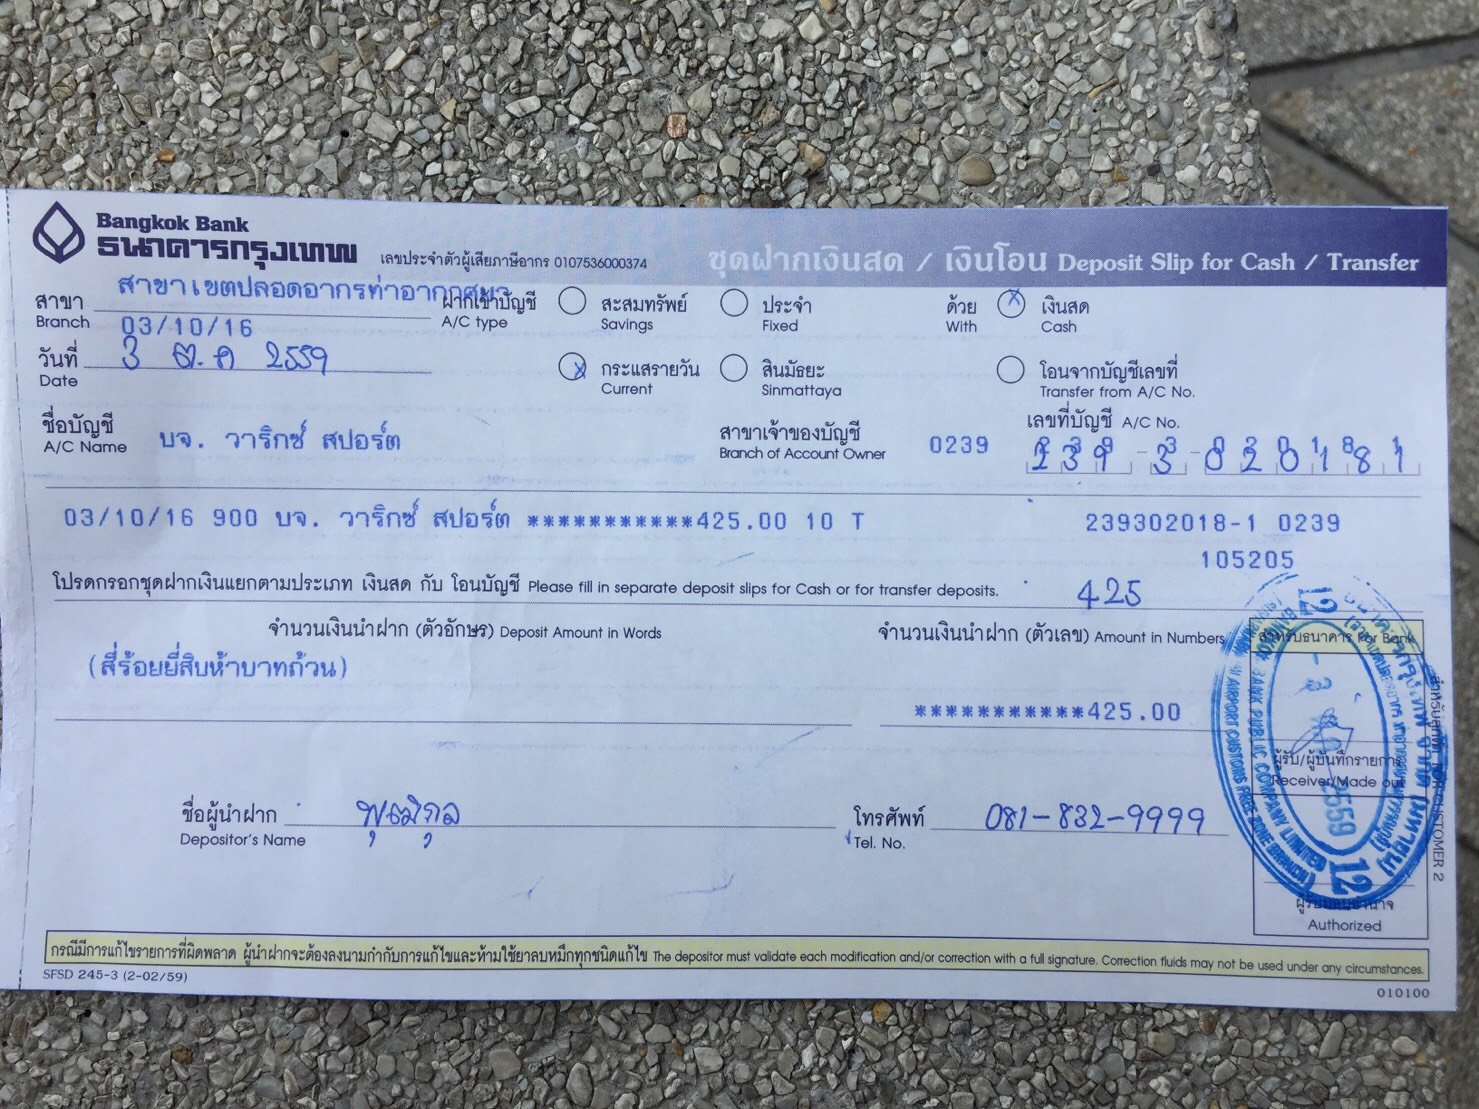 Bangkok Bank
ธนาคารกรุงเทพ
เลขประจำตัวผู้เสียภาษีอากร 0107536000374
ชุดฝากเงินสด / เงินโอน Deposit Slip for Cash / Transfer
สาขา สาขาเขตปลอดอากรท่าอากาศยา
Branch
03/10/16
ฝากเข้าบัญชี สะสมทรัพย์ ประจำ ด้วย X เงินสด
A/C type Savings Fixed With Cash
วันที่ 3 ต.ค 2559
Date
X กระแสรายวัน สินมัธยะ โอนจากบัญชีเลขที่
Current Sinmattaya Transfer from A/C No.
ชื่อบัญชี บจ. วาริกซ์ สปอร์ต
A/C Name
สาขาเจ้าของบัญชี 0239
Branch of Account Owner
เลขที่บัญชี A/C No.
239-3-020181
239-3-020181
03/10/16 900 บจ. วาริกซ์ สปอร์ต ***********425.00 10 T 239302018-1 0239
105205
โปรดกรอกชุดฝากเงินแยกตามประเภท เงินสด กับ โอนบัญชี Please fill in separate deposit slips for Cash or for transfer deposits. 425
จำนวนเงินนำฝาก (ตัวอักษร) Deposit Amount in Words จำนวนเงินนำฝาก (ตัวเลข) Amount in Numbers สำหรับธนาคาร For Bank
(สี่ร้อยยี่สิบห้าบาทถ้วน)
***********425.00
ผู้รับ/ผู้บันทึกรายการ
Receiver/Made out
ชื่อผู้นำฝาก
Depositor's Name
โทรศัพท์ 081-832-9999
Tel. No.
Authorized
12
BANK PUBLIC COMPANY LIMITED
2559
12
สำหรับลูกค้า FOR CUSTOMER 2
กรณีมีการแก้ไขรายการที่ผิดพลาด ผู้นำฝากจะต้องลงนามกำกับการแก้ไขและห้ามใช้ยาลบหมึกทุกชนิดแก้ไข The depositor must validate each modification and/or correction with a full signature. Correction fluids may not be used under any circumstances.
SFSD 245-3 (2-02/59)
010100